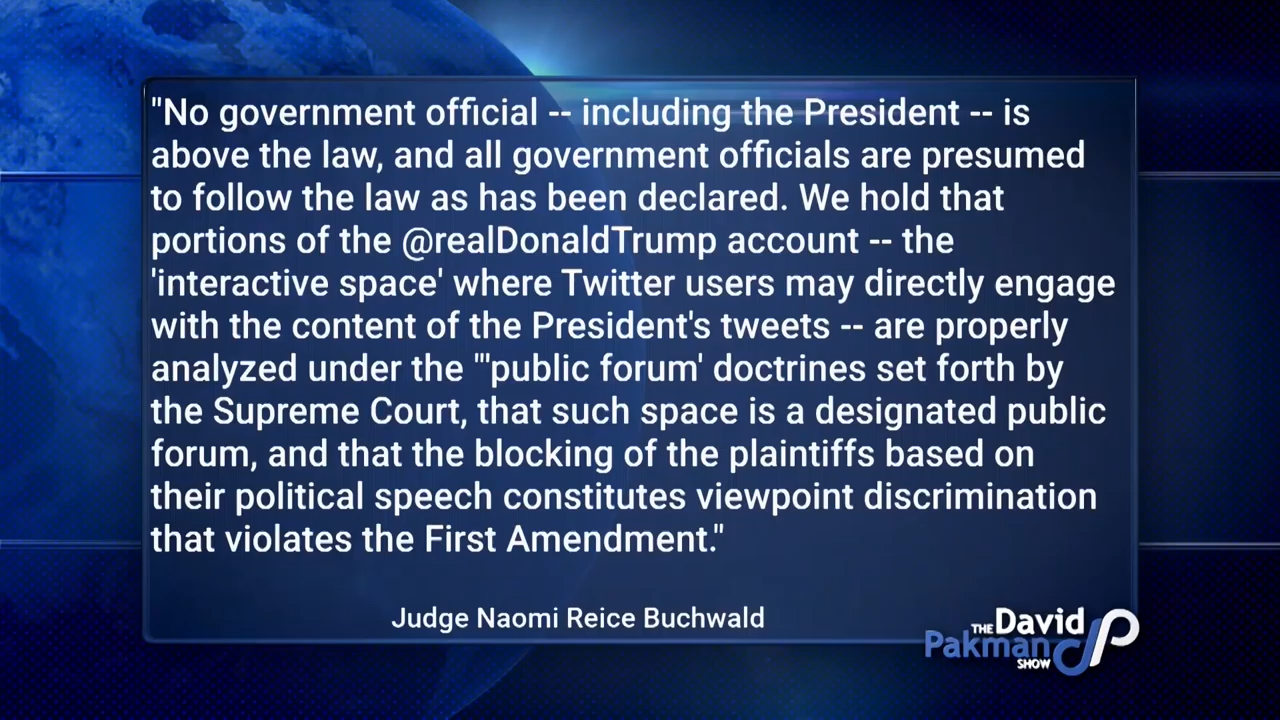 "No government official -- including the President -- is
above the law, and all government officials are presumed
to follow the law as has been declared. We hold that
portions of the @realDonaldTrump account -- the
'interactive space' where Twitter users may directly engage
with the content of the President's tweets -- are properly
analyzed under the "'public forum' doctrines set forth by
the Supreme Court, that such space is a designated public
forum, and that the blocking of the plaintiffs based on
their political speech constitutes viewpoint discrimination
that violates the First Amendment."
Judge Naomi Reice Buchwald
THE David
Pakman
SHOW